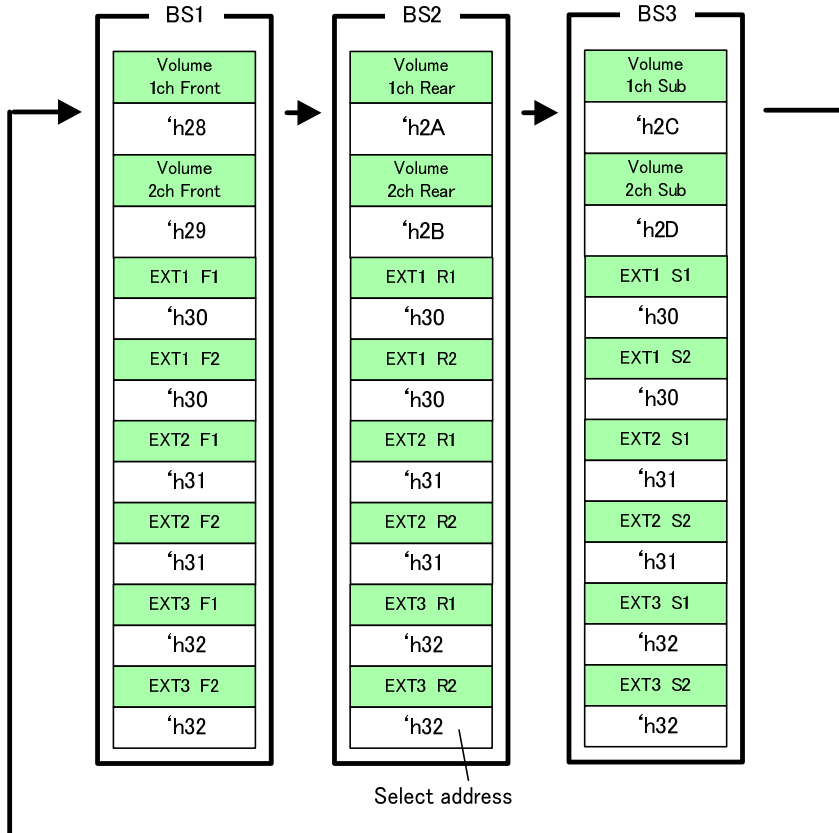 BS1
Volume
1ch Front
‘h28
Volume
2ch Front
‘h29
EXT1 F1
‘h30
EXT1 F2
‘h30
EXT2 F1
‘h31
EXT2 F2
‘h31
EXT3 F1
‘h32
EXT3 F2
‘h32
BS2
Volume
1ch Rear
‘h2A
Volume
2ch Rear
‘h2B
EXT1 R1
‘h30
EXT1 R2
‘h30
EXT2 R1
‘h31
EXT2 R2
‘h31
EXT3 R1
‘h32
EXT3 R2
‘h32
Select address
BS3
Volume
1ch Sub
‘h2C
Volume
2ch Sub
‘h2D
EXT1 S1
‘h30
EXT1 S2
‘h30
EXT2 S1
‘h31
EXT2 S2
‘h31
EXT3 S1
‘h32
EXT3 S2
‘h32